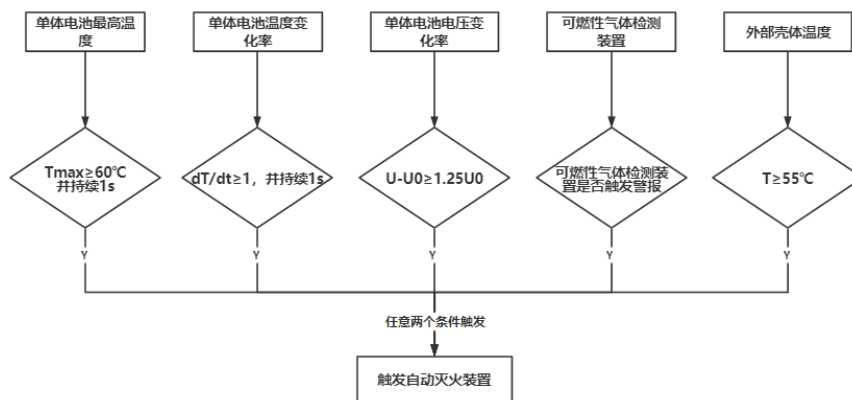 单体电池最高温
度
单体电池温度变
化率
单体电池电压变
化率
可燃性气体检测
装置
外部壳体温度
Tmax≥60℃
并持续1s
dT/dt≥1，并持续1s
U-U0≥1.25U0
可燃性气体检测装
置是否触发警报
T≥55℃
Y
Y
Y
Y
Y
任意两个条件触发
触发自动灭火装置